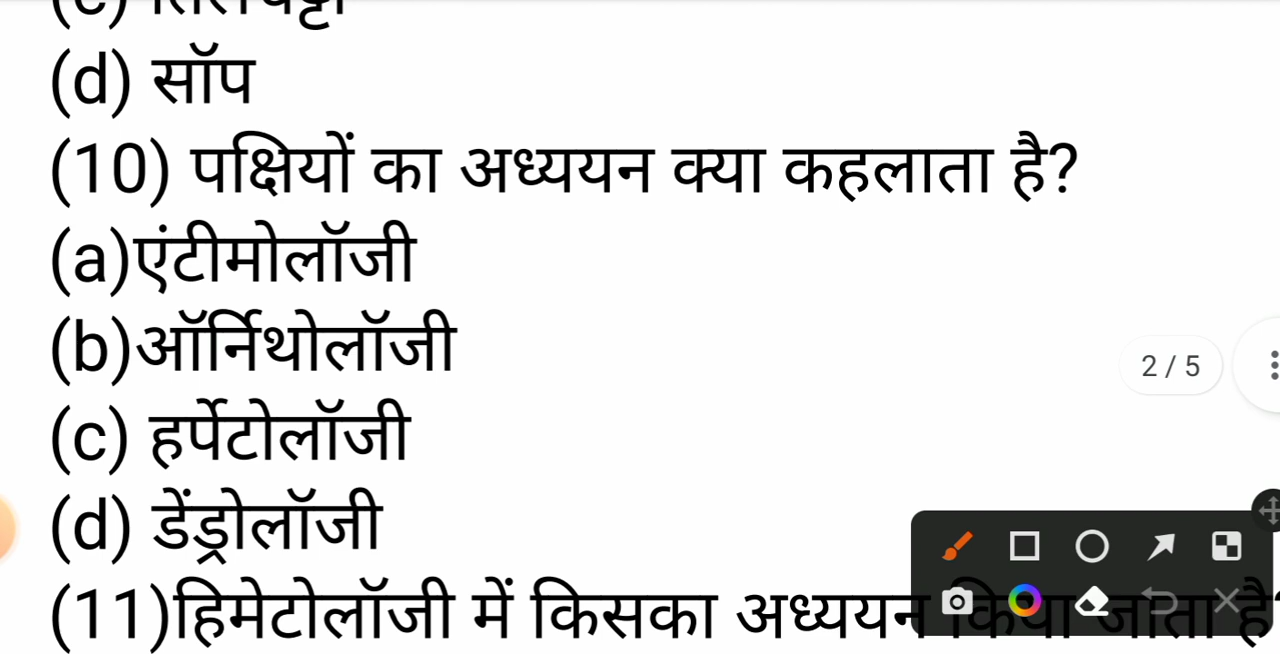 (d) सॉप
(10) पक्षियों का अध्ययन क्या कहलाता है?
(a)एंटीमोलॉजी
(b)ऑर्निथोलॉजी
2 / 5
(c) हर्पेटोलॉजी
(d) डेंड्रोलॉजी
(11)हिमेटोलॉजी में किसका अध्ययन किया जाता है